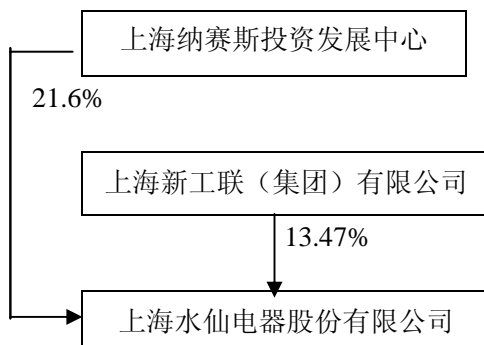 上海纳赛斯投资发展中心
21.6%
上海新工联（集团）有限公司
13.47%
上海水仙电器股份有限公司